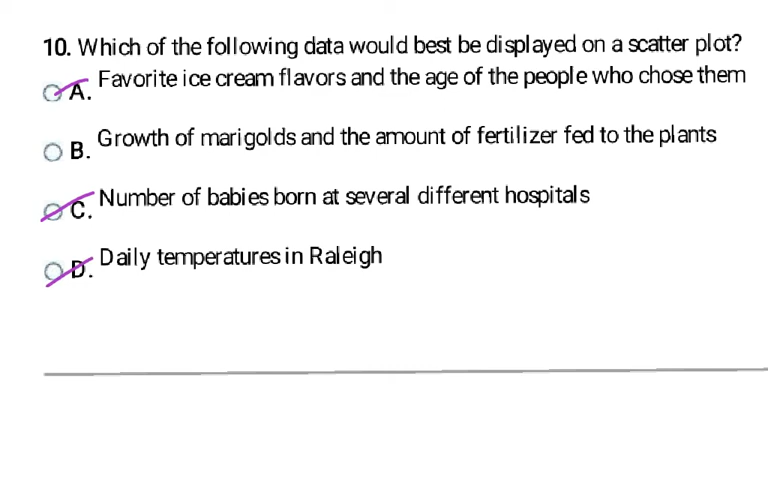 10. Which of the following data would best be displayed on a scatter plot?
A. Favorite ice cream flavors and the age of the people who chose them
B. Growth of marigolds and the amount of fertilizer fed to the plants
C. Number of babies born at several different hospitals
D. Daily temperatures in Raleigh